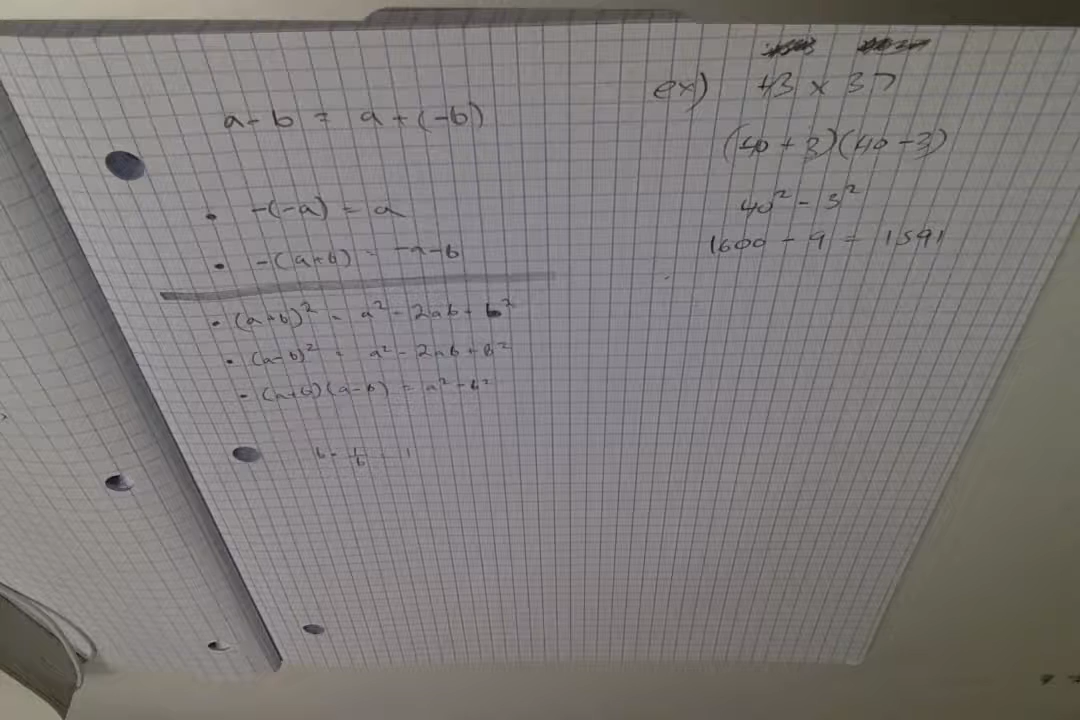 a-b = a+(-b)
• -(-a) = a
• -(a+b) = -a-b
• (a+b)² = a² - 2ab + b²
• (a-b)² = a² - 2ab + b²
• (a+b)(a-b) = a² - b²
ex) 43 x 37
(40+3)(40-3)
40² - 3²
1600 - 9 = 1591